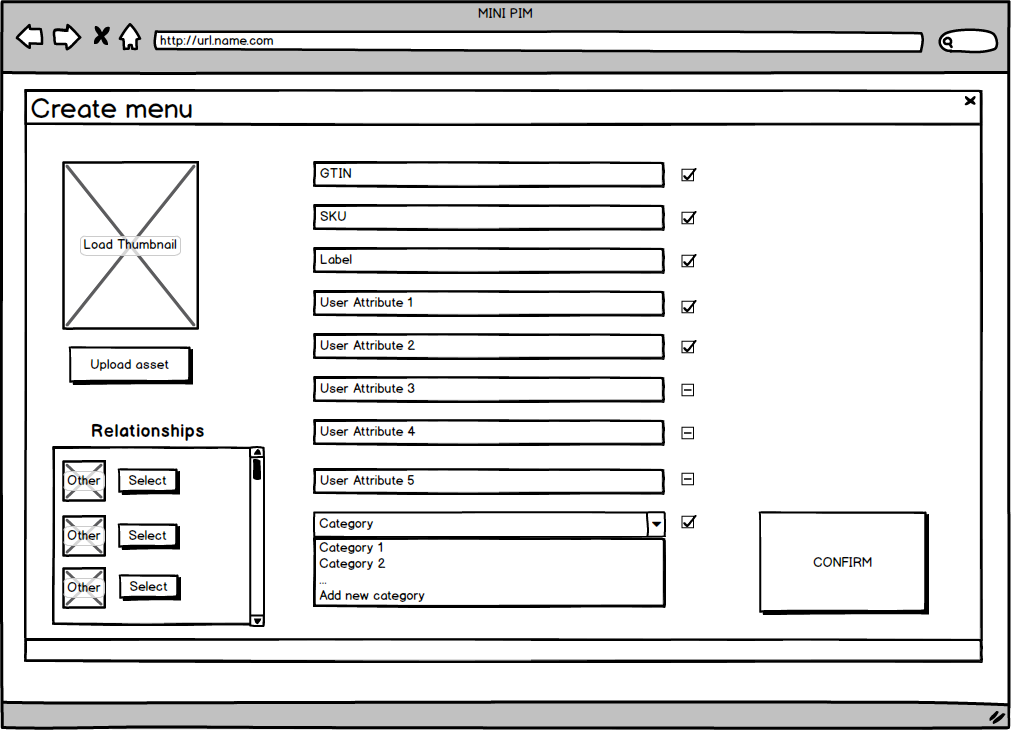 MINI PIM
http://url.name.com
Create menu
Load Thumbnail
Upload asset
Relationships
Other
Select
Other
Select
Other
Select
GTIN
SKU
Label
User Attribute 1
User Attribute 2
User Attribute 3
User Attribute 4
User Attribute 5
Category
Category 1
Category 2
...
Add new category
CONFIRM